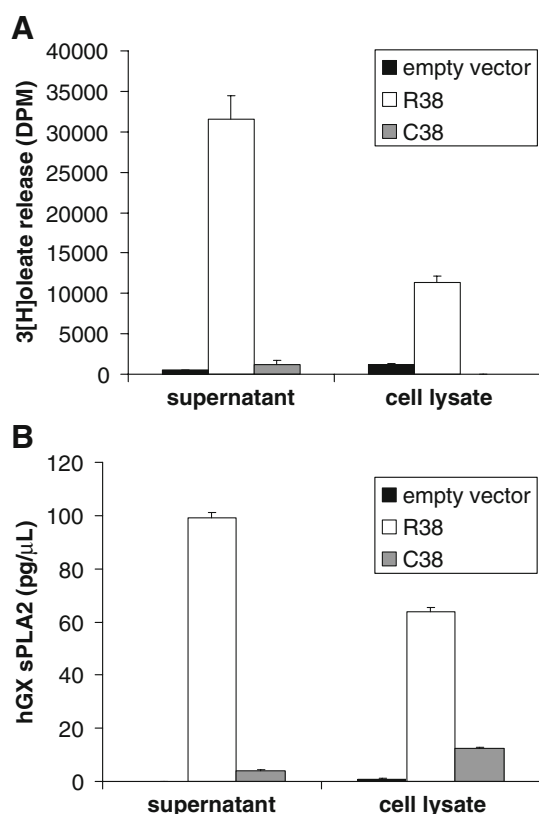 A
3[H]oleate release (DPM)
40000
35000
30000
25000
20000
15000
10000
5000
0
empty vector
R38
C38
supernatant
cell lysate
B
hGX sPLA2 (pg/μL)
120
100
80
60
40
20
0
empty vector
R38
C38
supernatant
cell lysate